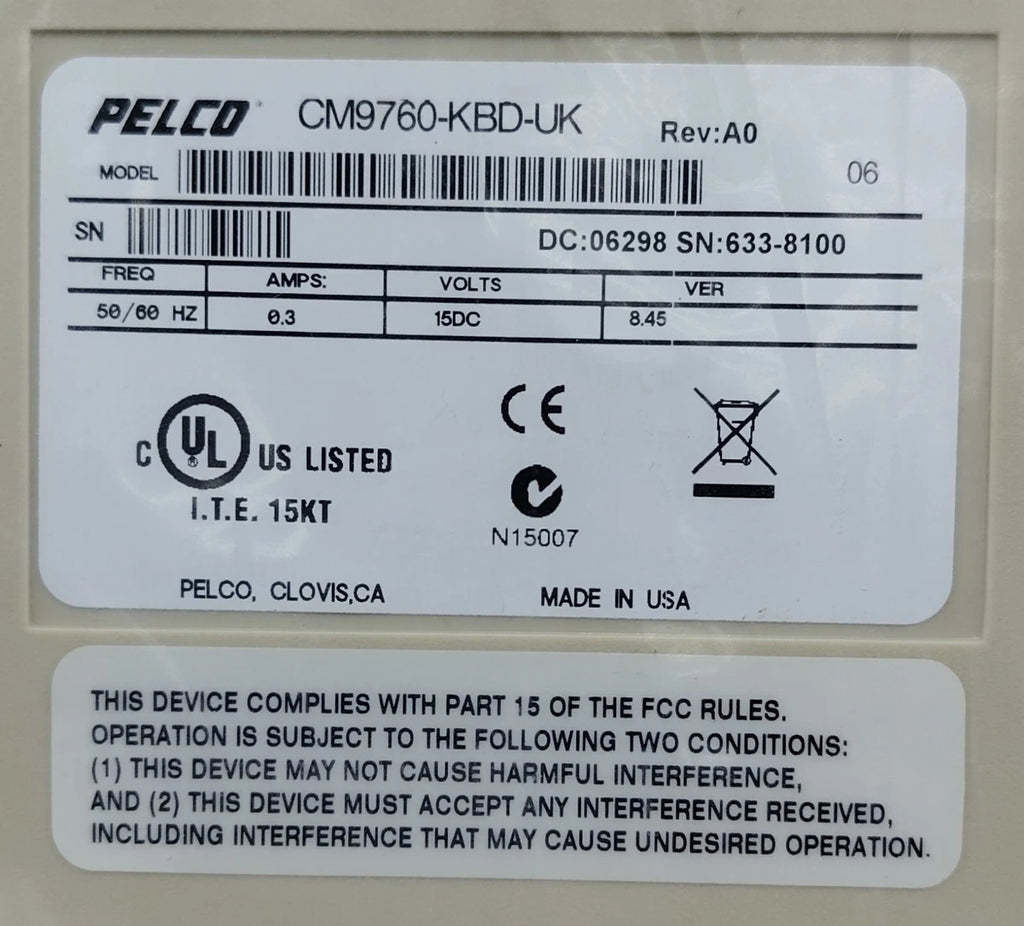 PELCO CM9760-KBD-UK Rev:A0
MODEL 06
SN DC:06298 SN:633-8100
FREQ AMPS: VOLTS VER
50/60 HZ 0.3 15DC 8.45
C UL ® US LISTED
I.T.E. 15KT
CE
N15007
PELCO, CLOVIS,CA MADE IN USA
THIS DEVICE COMPLIES WITH PART 15 OF THE FCC RULES.
OPERATION IS SUBJECT TO THE FOLLOWING TWO CONDITIONS:
(1) THIS DEVICE MAY NOT CAUSE HARMFUL INTERFERENCE,
AND (2) THIS DEVICE MUST ACCEPT ANY INTERFERENCE RECEIVED,
INCLUDING INTERFERENCE THAT MAY CAUSE UNDESIRED OPERATION.